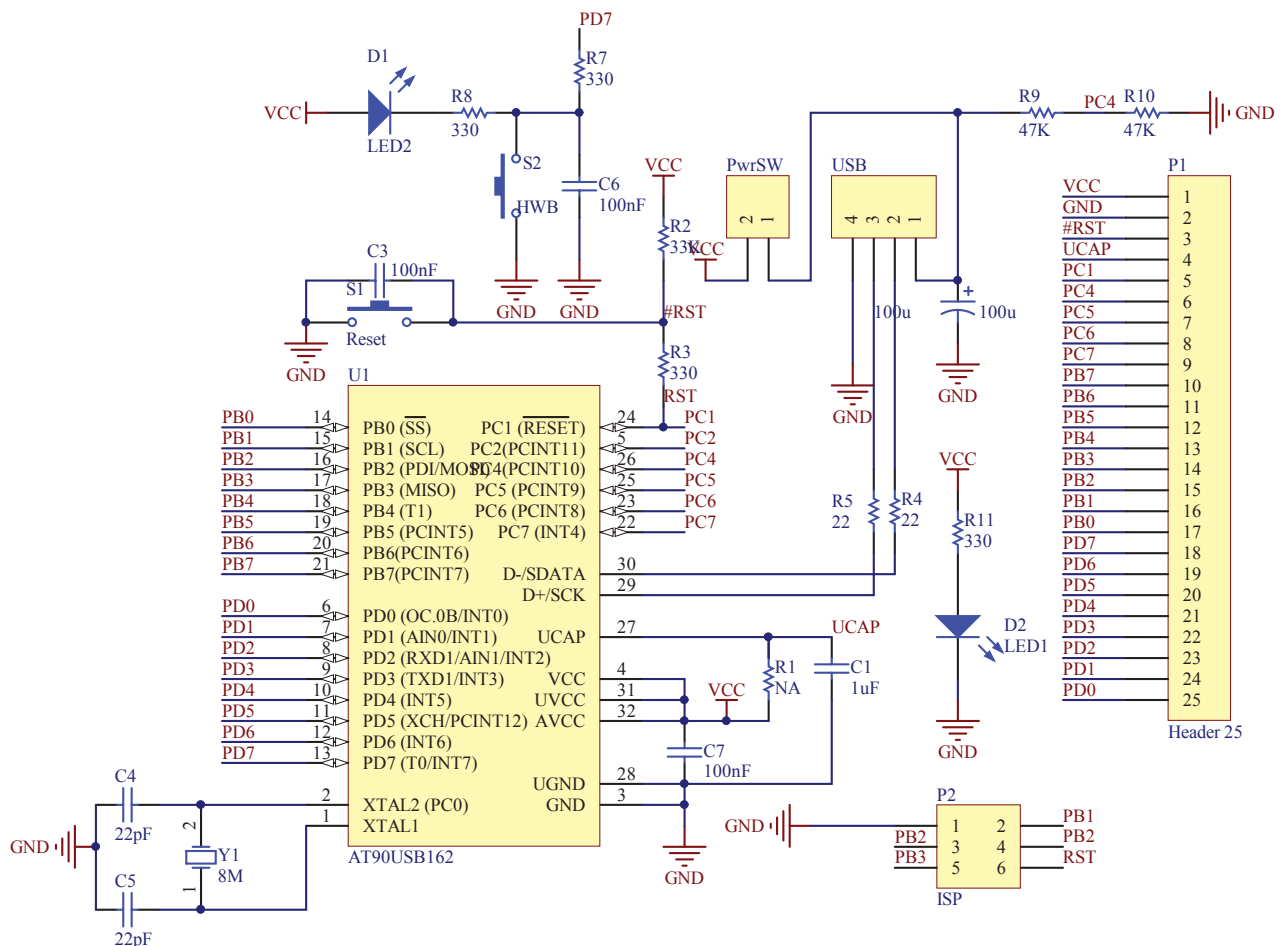 PD7
D1
R7
330
VCC
R8
330
LED2
S2
HWB
C6
100nF
GND
GND
VCC
R2
33K
#RST
C3
100nF
S1
Reset
GND
R3
330
RST
PwrSW
2 1
VCC
USB
4 3 2 1
100u
100u
GND
GND
R9
47K
PC4
R10
47K
GND
U1
PB0 14 PB0 (SS)
PB1 15 PB1 (SCL)
PB2 16 PB2 (PDI/MOSI)
PB3 17 PB3 (MISO)
PB4 18 PB4 (T1)
PB5 19 PB5 (PCINT5)
PB6 20 PB6(PCINT6)
PB7 21 PB7(PCINT7)
PD0 6 PD0 (OC.0B/INT0)
PD1 7 PD1 (AIN0/INT1)
PD2 8 PD2 (RXD1/AIN1/INT2)
PD3 9 PD3 (TXD1/INT3)
PD4 10 PD4 (INT5)
PD5 11 PD5 (XCH/PCINT12)
PD6 12 PD6 (INT6)
PD7 13 PD7 (T0/INT7)
2 XTAL2 (PC0)
1 XTAL1
PC1 (RESET) 24 PC1
PC2(PCINT11) 5 PC2
PC4(PCINT10) 26 PC4
PC5 (PCINT9) 25 PC5
PC6 (PCINT8) 23 PC6
PC7 (INT4) 22 PC7
D-/SDATA 30
D+/SCK 29
UCAP 27
VCC 4
UVCC 31
AVCC 32
UGND 28
GND 3
AT90USB162
R5
22
R4
22
UCAP
R1
NA
C1
1uF
VCC
C7
100nF
GND
C4
22pF
GND
2
Y1
8M
1
C5
22pF
VCC
R11
330
D2
LED1
GND
P1
VCC 1
GND 2
#RST 3
UCAP 4
PC1 5
PC4 6
PC5 7
PC6 8
PC7 9
PB7 10
PB6 11
PB5 12
PB4 13
PB3 14
PB2 15
PB1 16
PB0 17
PD7 18
PD6 19
PD5 20
PD4 21
PD3 22
PD2 23
PD1 24
PD0 25
Header 25
P2
GND 1 2 PB1
PB2 3 4 PB2
PB3 5 6 RST
ISP